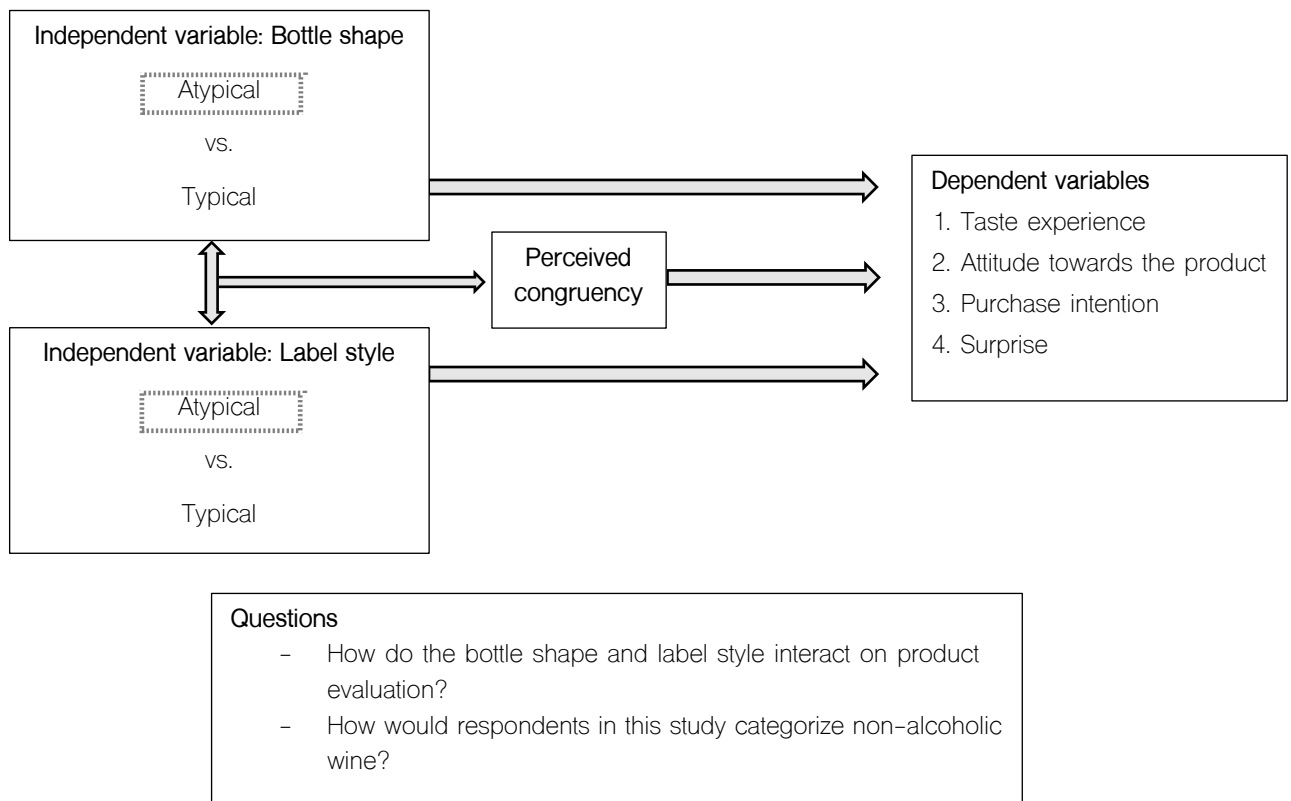 Independent variable: Bottle shape
Atypical
vs.
Typical
Perceived
congruency
Independent variable: Label style
Atypical
vs.
Typical
Dependent variables
1. Taste experience
2. Attitude towards the product
3. Purchase intention
4. Surprise
Questions
- How do the bottle shape and label style interact on product
evaluation?
- How would respondents in this study categorize non-alcoholic
wine?